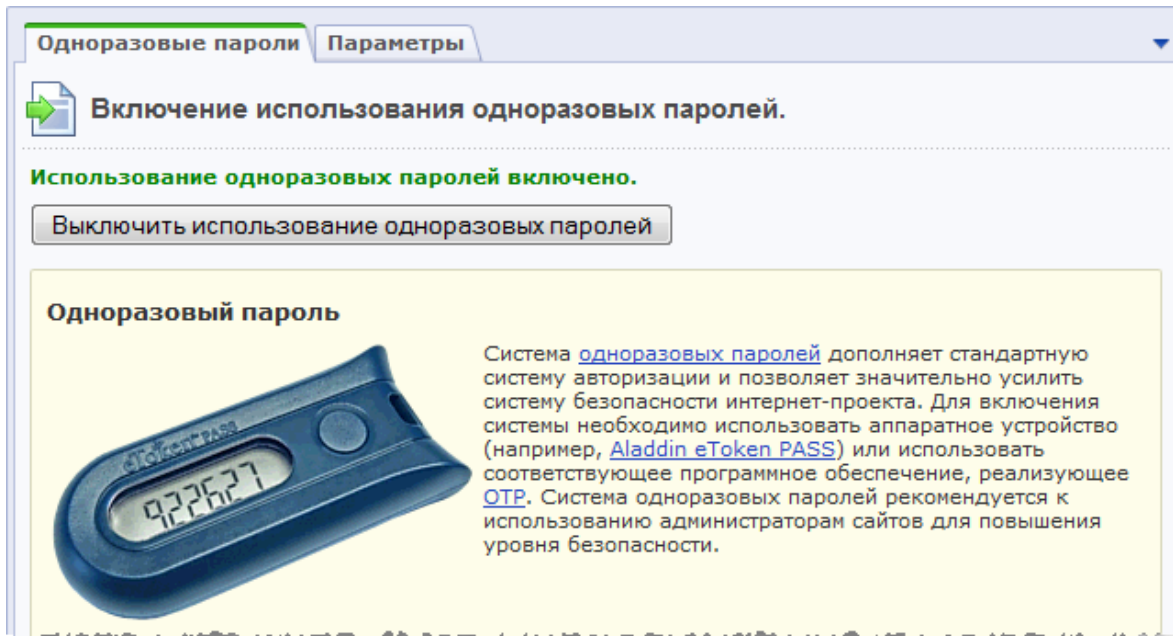 Одноразовые пароли
Параметры
Включение использования одноразовых паролей.
Использование одноразовых паролей включено.
Выключить использование одноразовых паролей
Одноразовый пароль
Система одноразовых паролей дополняет стандартную
систему авторизации и позволяет значительно усилить
систему безопасности интернет-проекта. Для включения
системы необходимо использовать аппаратное устройство
(например, Aladdin eToken PASS) или использовать
соответствующее программное обеспечение, реализующее
OTP. Система одноразовых паролей рекомендуется к
использованию администраторам сайтов для повышения
уровня безопасности.
eToken PASS
922627